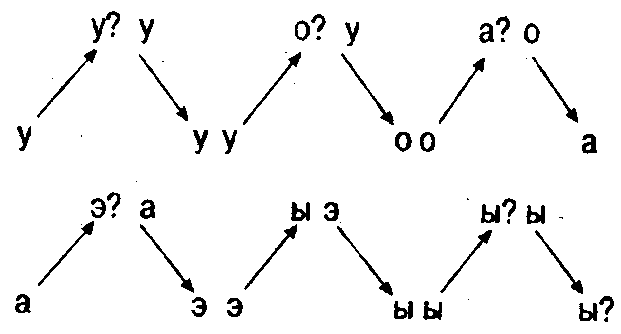 у? у о? у а? о
у у у о о а
э? а ы э ы? ы
а э э ы ы ы?